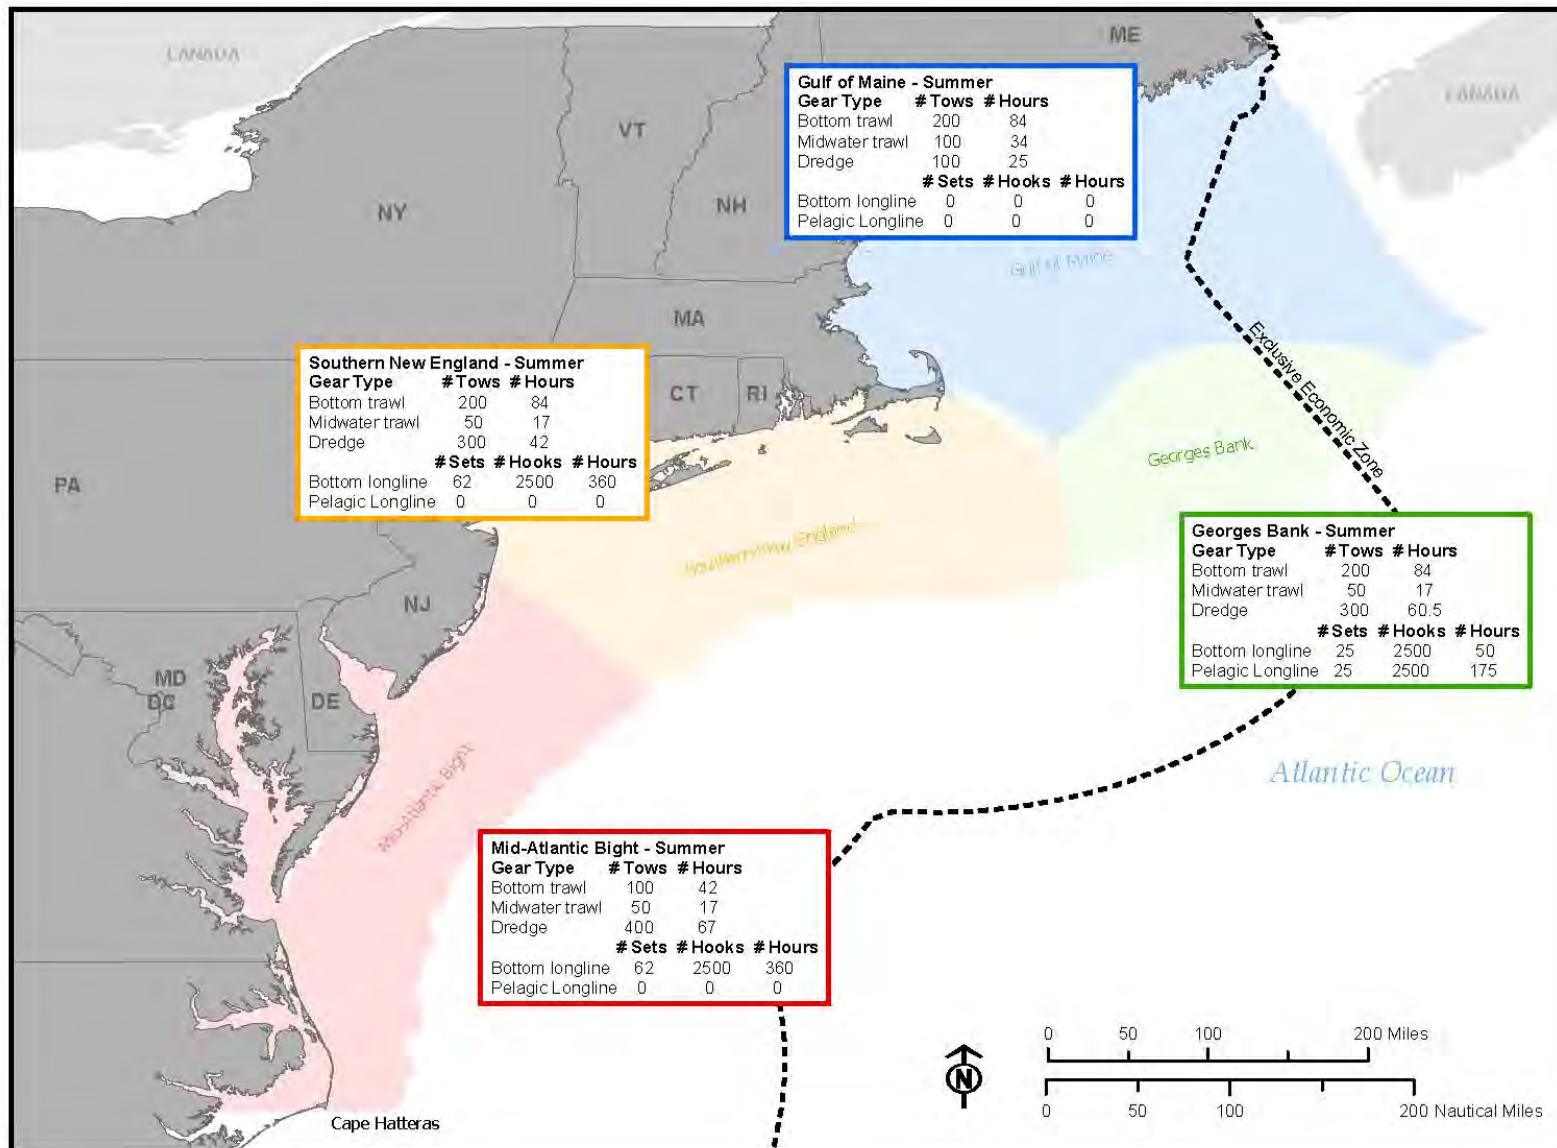 CANADA
ME
CANADA
Gulf of Maine - Summer
Gear Type # Tows # Hours
Bottom trawl 200 84
Midwater trawl 100 34
Dredge 100 25
# Sets # Hooks # Hours
Bottom longline 0 0 0
Pelagic Longline 0 0 0
VT
NY
NH
Gulf of Maine
MA
Exclusive Economic Zone
Southern New England - Summer
Gear Type # Tows # Hours
Bottom trawl 200 84
Midwater trawl 50 17
Dredge 300 42
# Sets # Hooks # Hours
Bottom longline 62 2500 360
Pelagic Longline 0 0 0
CT
RI
Georges Bank
PA
Southern New England
Georges Bank - Summer
Gear Type # Tows # Hours
Bottom trawl 200 84
Midwater trawl 50 17
Dredge 300 60.5
# Sets # Hooks # Hours
Bottom longline 25 2500 50
Pelagic Longline 25 2500 175
NJ
MD
DC
DE
Mid-Atlantic Bight
Atlantic Ocean
Mid-Atlantic Bight - Summer
Gear Type # Tows # Hours
Bottom trawl 100 42
Midwater trawl 50 17
Dredge 400 67
# Sets # Hooks # Hours
Bottom longline 62 2500 360
Pelagic Longline 0 0 0
0 50 100 200 Miles
N
0 50 100 200 Nautical Miles
Cape Hatteras